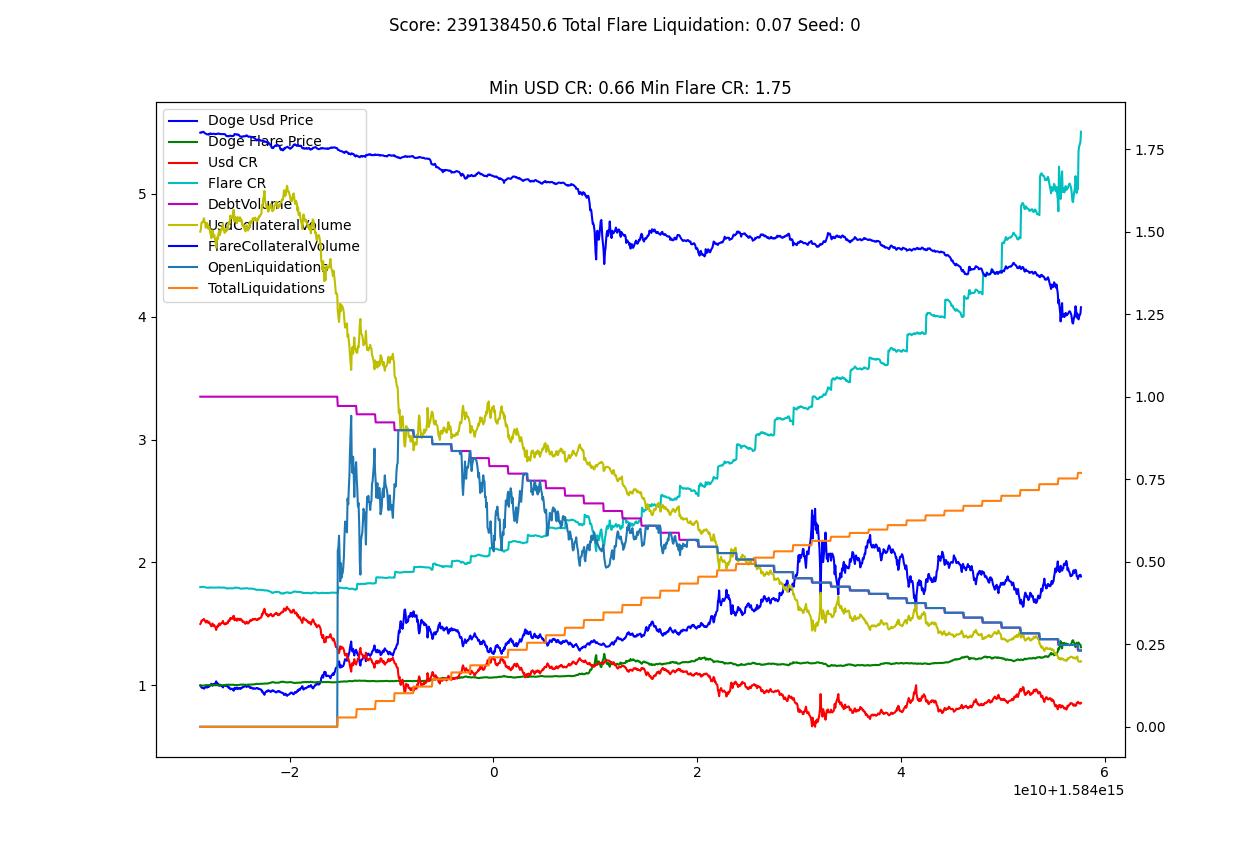 Score: 239138450.6 Total Flare Liquidation: 0.07 Seed: 0
Min USD CR: 0.66 Min Flare CR: 1.75
Doge Usd Price
Doge Flare Price
Usd CR
Flare CR
DebtVolume
UsdCollateralVolume
FlareCollateralVolume
OpenLiquidations
TotalLiquidations
5
4
3
2
1
1.75
1.50
1.25
1.00
0.75
0.50
0.25
0.00
−2
0
2
4
6
1e10+1.584e15